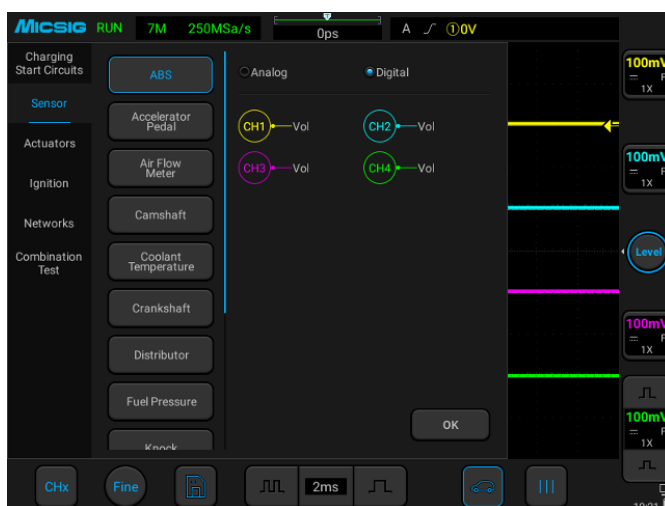 Micsig RUN 7M 250MSa/s 0ps A ①0V
Charging
Start Circuits
Sensor
Actuators
Ignition
Networks
Combination
Test
ABS
Accelerator
Pedal
Air Flow
Meter
Camshaft
Coolant
Temperature
Crankshaft
Distributor
Fuel Pressure
Knock
Analog Digital
CH1 Vol CH2 Vol
CH3 Vol CH4 Vol
OK
100mV
F
1X
100mV
F
1X
Level
100mV
F
1X
100mV
F
1X
CHx Fine 2ms